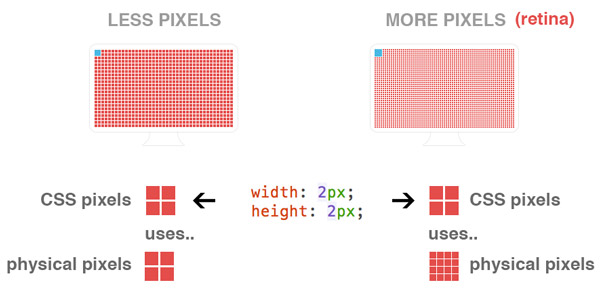 LESS PIXELS
MORE PIXELS (retina)
CSS pixels
width: 2px;
height: 2px;
CSS pixels
uses..
uses..
physical pixels
physical pixels